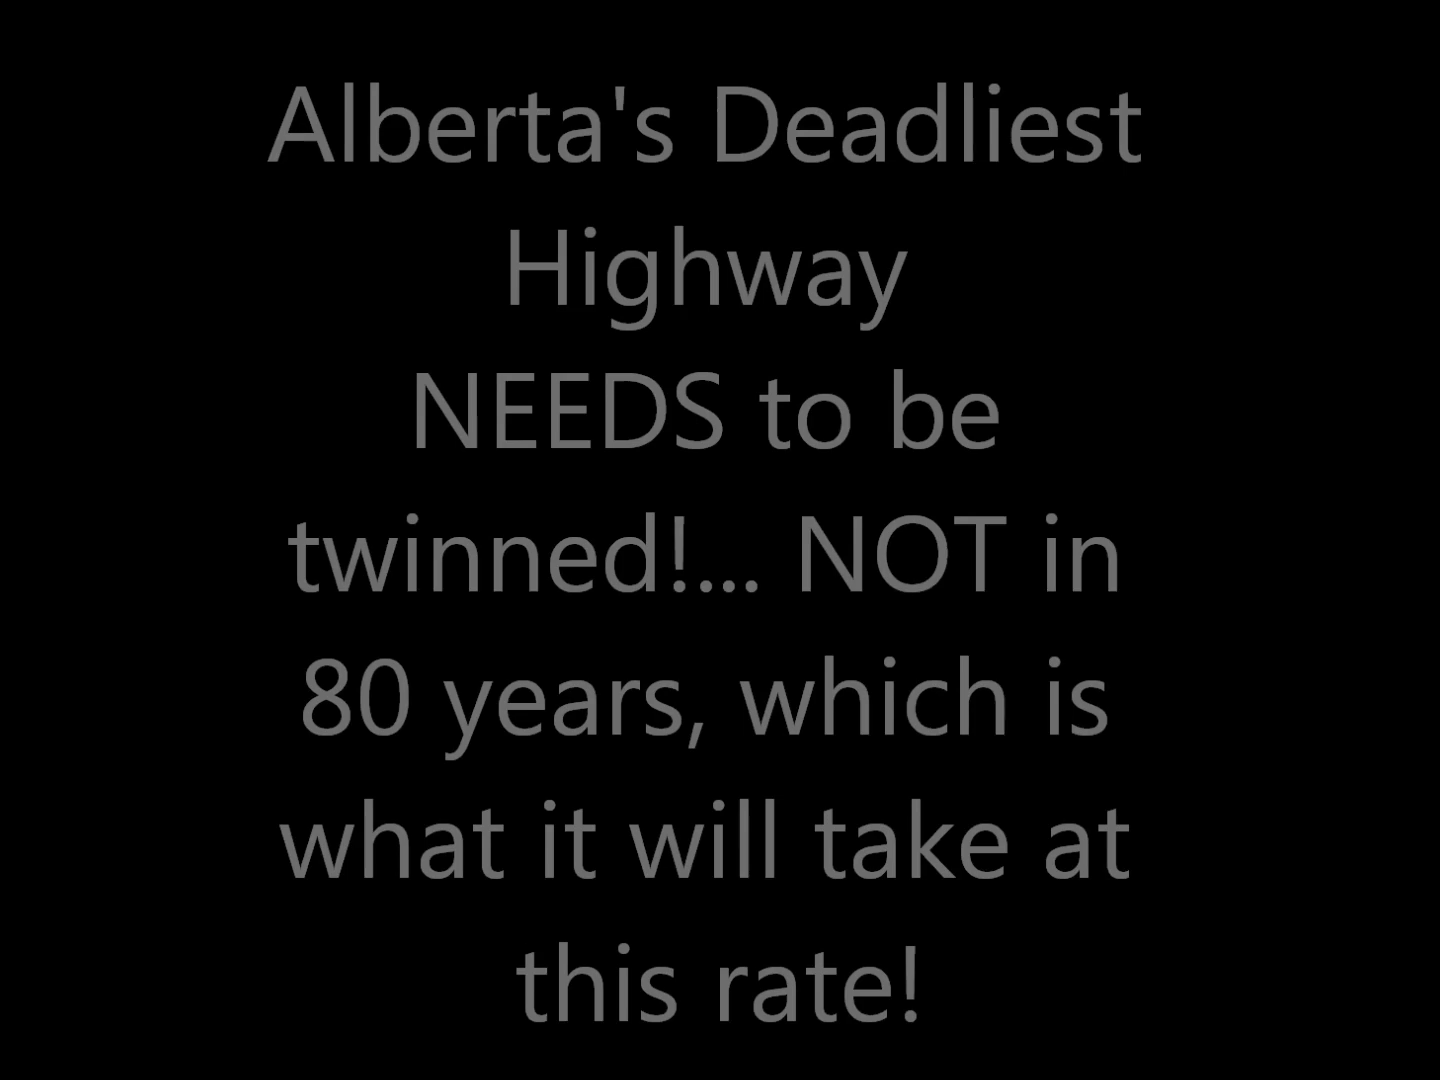 Alberta's Deadliest
Highway
NEEDS to be
twinned!... NOT in
80 years, which is
what it will take at
this rate!